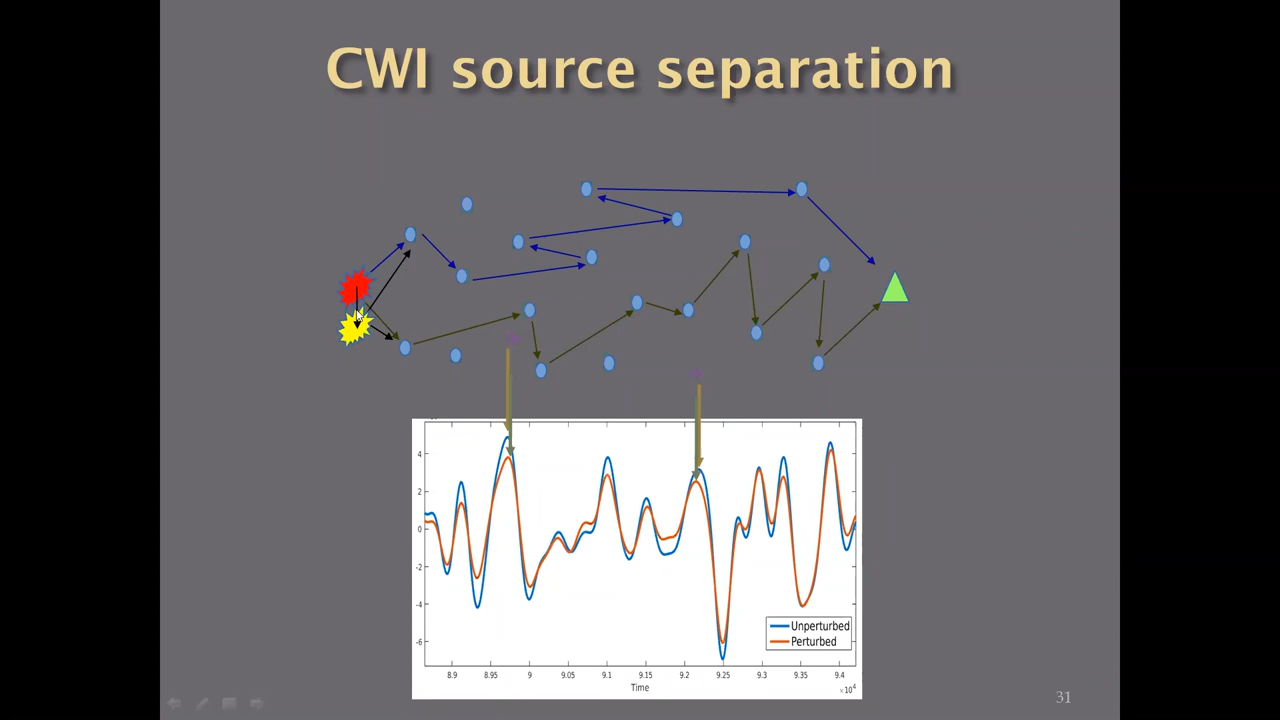 CWI source separation
4
2
0
-2
-4
-6
Unperturbed
Perturbed
8.9 8.95 9 9.05 9.1 9.15 9.2 9.25 9.3 9.35 9.4
Time
×10⁴
31